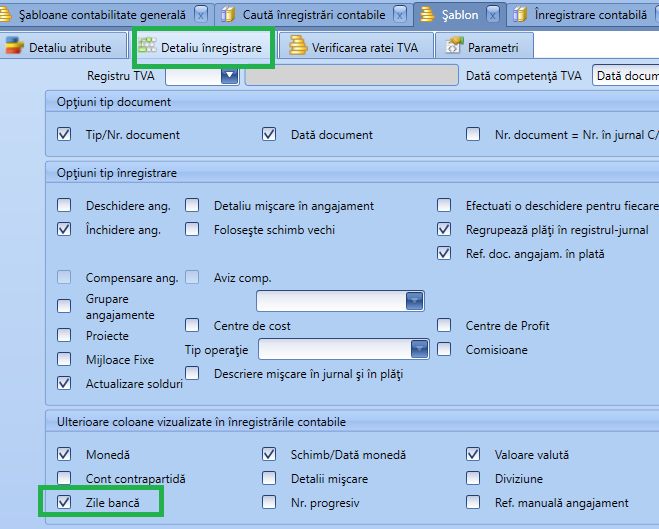 Şabloane contabilitate generală
Caută înregistrări contabile
Şablon
Înregistrare contabilă
Detaliu atribute
Detaliu înregistrare
Verificarea ratei TVA
Parametri
Registru TVA
Dată competenţă TVA
Dată docum
Opţiuni tip document
Tip/Nr. document
Dată document
Nr. document = Nr. în jurnal C/
Opţiuni tip înregistrare
Deschidere ang.
Detaliu mişcare în angajament
Efectuati o deschidere pentru fiecare
Închidere ang.
Foloseşte schimb vechi
Regrupează plăţi în registrul-jurnal
Ref. doc. angajam. în plată
Compensare ang.
Aviz comp.
Grupare
angajamente
Proiecte
Centre de cost
Centre de Profit
Mijloace Fixe
Tip operaţie
Comisioane
Actualizare solduri
Descriere mişcare în jurnal şi în plăţi
Ulterioare coloane vizualizate în înregistrările contabile
Monedă
Schimb/Dată monedă
Valoare valută
Cont contrapartidă
Detalii mişcare
Diviziune
Zile bancă
Nr. progresiv
Ref. manuală angajament